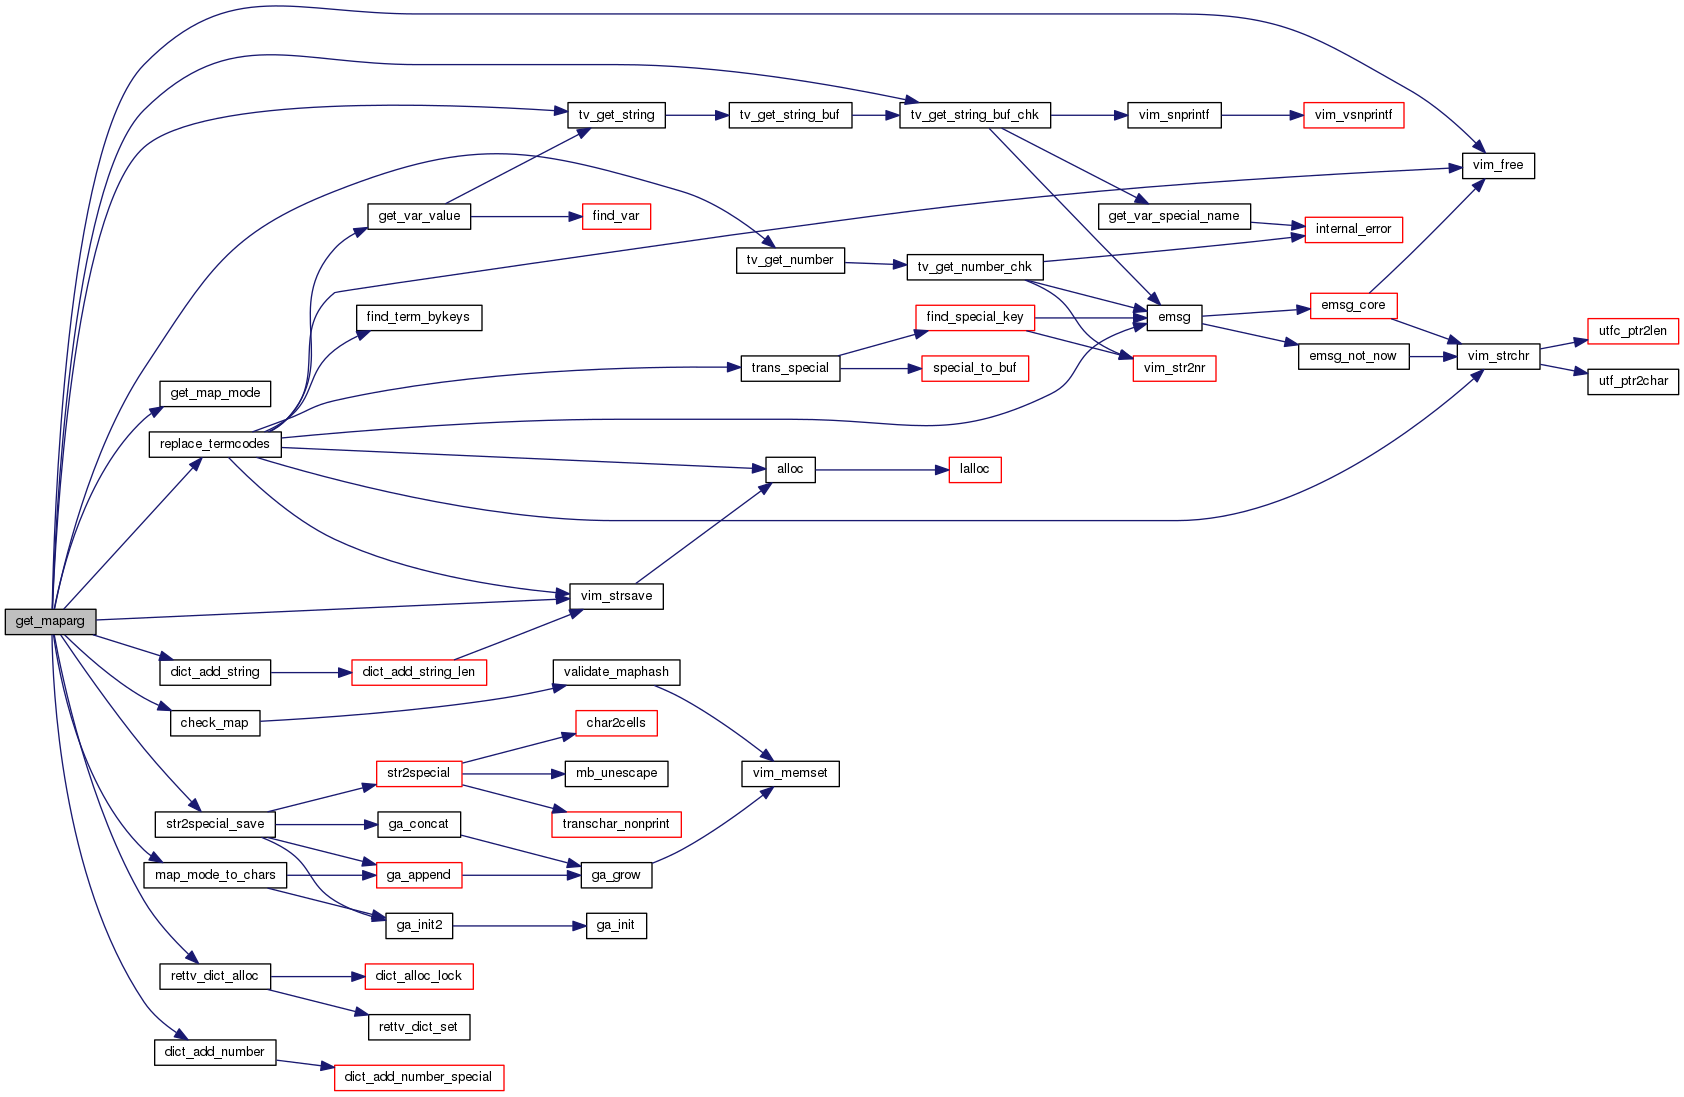 tv_get_string
tv_get_string_buf
tv_get_string_buf_chk
vim_snprintf
vim_vsnprintf
vim_free
get_var_value
find_var
get_var_special_name
internal_error
tv_get_number
tv_get_number_chk
find_term_bykeys
find_special_key
emsg
emsg_core
utfc_ptr2len
trans_special
special_to_buf
vim_str2nr
emsg_not_now
vim_strchr
utf_ptr2char
get_map_mode
replace_termcodes
alloc
lalloc
vim_strsave
get_maparg
dict_add_string
dict_add_string_len
validate_maphash
check_map
char2cells
str2special
mb_unescape
vim_memset
str2special_save
ga_concat
transchar_nonprint
map_mode_to_chars
ga_append
ga_grow
ga_init2
ga_init
rettv_dict_alloc
dict_alloc_lock
rettv_dict_set
dict_add_number
dict_add_number_special